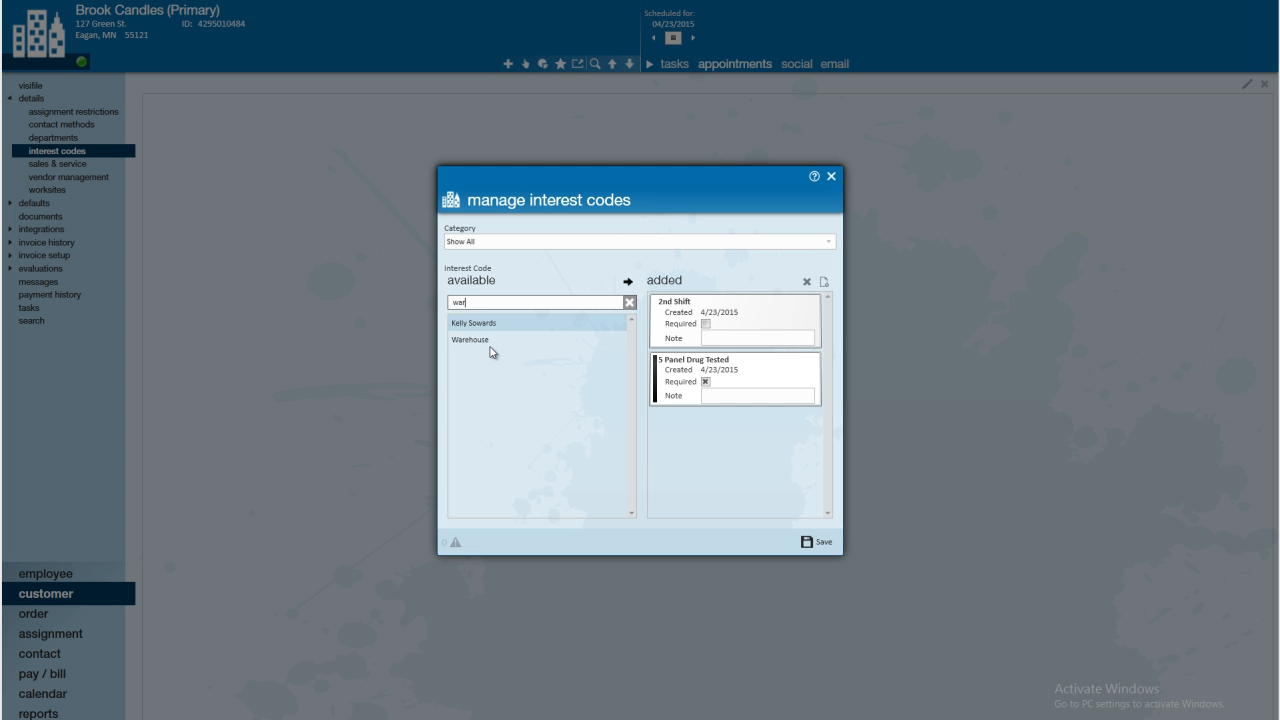 Brook Candles (Primary)
127 Green St. ID: 4295010484
Eagan, MN 55121
Scheduled for:
04/23/2015
tasks appointments social email
visifile
details
assignment restrictions
contact methods
departments
interest codes
sales & service
vendor management
worksites
defaults
documents
integrations
invoice history
invoice setup
evaluations
messages
payment history
tasks
search
employee
customer
order
assignment
contact
pay / bill
calendar
reports
manage interest codes
Category
Show All
Interest Code
available
war
Kelly Sowards
Warehouse
added
2nd Shift
Created 4/23/2015
Required
Note
5 Panel Drug Tested
Created 4/23/2015
Required
Note
0
Save
Activate Windows
Go to PC settings to activate Windows.